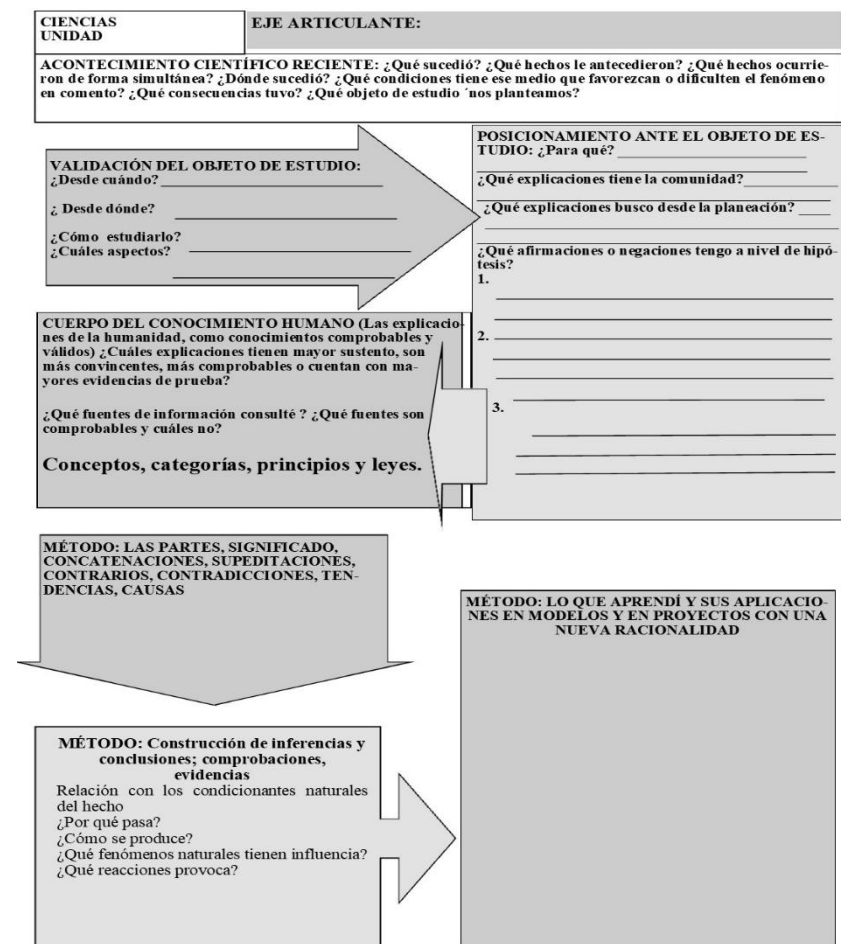 CIENCIAS
UNIDAD
EJE ARTICULANTE:
ACONTECIMIENTO CIENTÍFICO RECIENTE: ¿Qué sucedió? ¿Qué hechos le antecedieron? ¿Qué hechos ocurrie-
ron de forma simultánea? ¿Dónde sucedió? ¿Qué condiciones tiene ese medio que favorezcan o dificulten el fenómeno
en comento? ¿Qué consecuencias tuvo? ¿Qué objeto de estudio ´nos planteamos?
VALIDACIÓN DEL OBJETO DE ESTUDIO:
¿Desde cuándo?
¿ Desde dónde?
¿Cómo estudiarlo?
¿Cuáles aspectos?
POSICIONAMIENTO ANTE EL OBJETO DE ES-
TUDIO: ¿Para qué?
¿Qué explicaciones tiene la comunidad?
¿Qué explicaciones busco desde la planeación?
¿Qué afirmaciones o negaciones tengo a nivel de hipó-
tesis?
1.
2.
3.
CUERPO DEL CONOCIMIENTO HUMANO (Las explicacio-
nes de la humanidad, como conocimientos comprobables y
válidos) ¿Cuáles explicaciones tienen mayor sustento, son
más convincentes, más comprobables o cuentan con ma-
yores evidencias de prueba?
¿Qué fuentes de información consulté ? ¿Qué fuentes son
comprobables y cuáles no?
Conceptos, categorías, principios y leyes.
MÉTODO: LAS PARTES, SIGNIFICADO,
CONCATENACIONES, SUPEDITACIONES,
CONTRARIOS, CONTRADICCIONES, TEN-
DENCIAS, CAUSAS
MÉTODO: Construcción de inferencias y
conclusiones; comprobaciones,
evidencias
Relación con los condicionantes naturales
del hecho
¿Por qué pasa?
¿Cómo se produce?
¿Qué fenómenos naturales tienen influencia?
¿Qué reacciones provoca?
MÉTODO: LO QUE APRENDÍ Y SUS APLICACIO-
NES EN MODELOS Y EN PROYECTOS CON UNA
NUEVA RACIONALIDAD